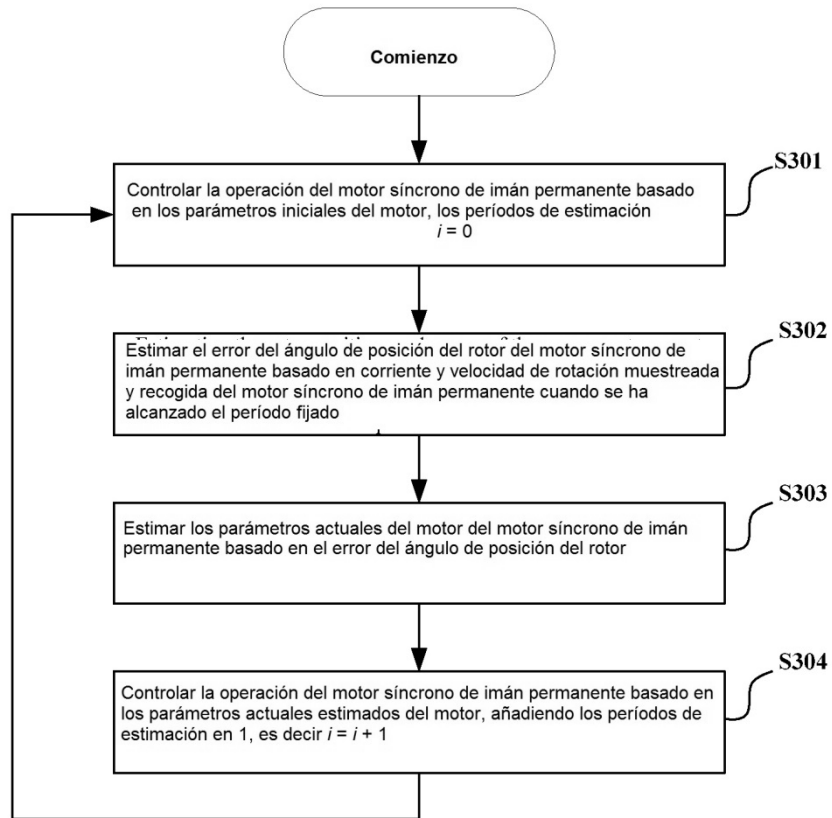 Comienzo
S301
Controlar la operación del motor síncrono de imán permanente basado
en los parámetros iniciales del motor, los períodos de estimación
i = 0
S302
Estimar el error del ángulo de posición del rotor del motor síncrono de
imán permanente basado en corriente y velocidad de rotación muestreada
y recogida del motor síncrono de imán permanente cuando se ha
alcanzado el período fijado
S303
Estimar los parámetros actuales del motor del motor síncrono de imán
permanente basado en el error del ángulo de posición del rotor
S304
Controlar la operación del motor síncrono de imán permanente basado en
los parámetros actuales estimados del motor, añadiendo los períodos de
estimación en 1, es decir i = i + 1